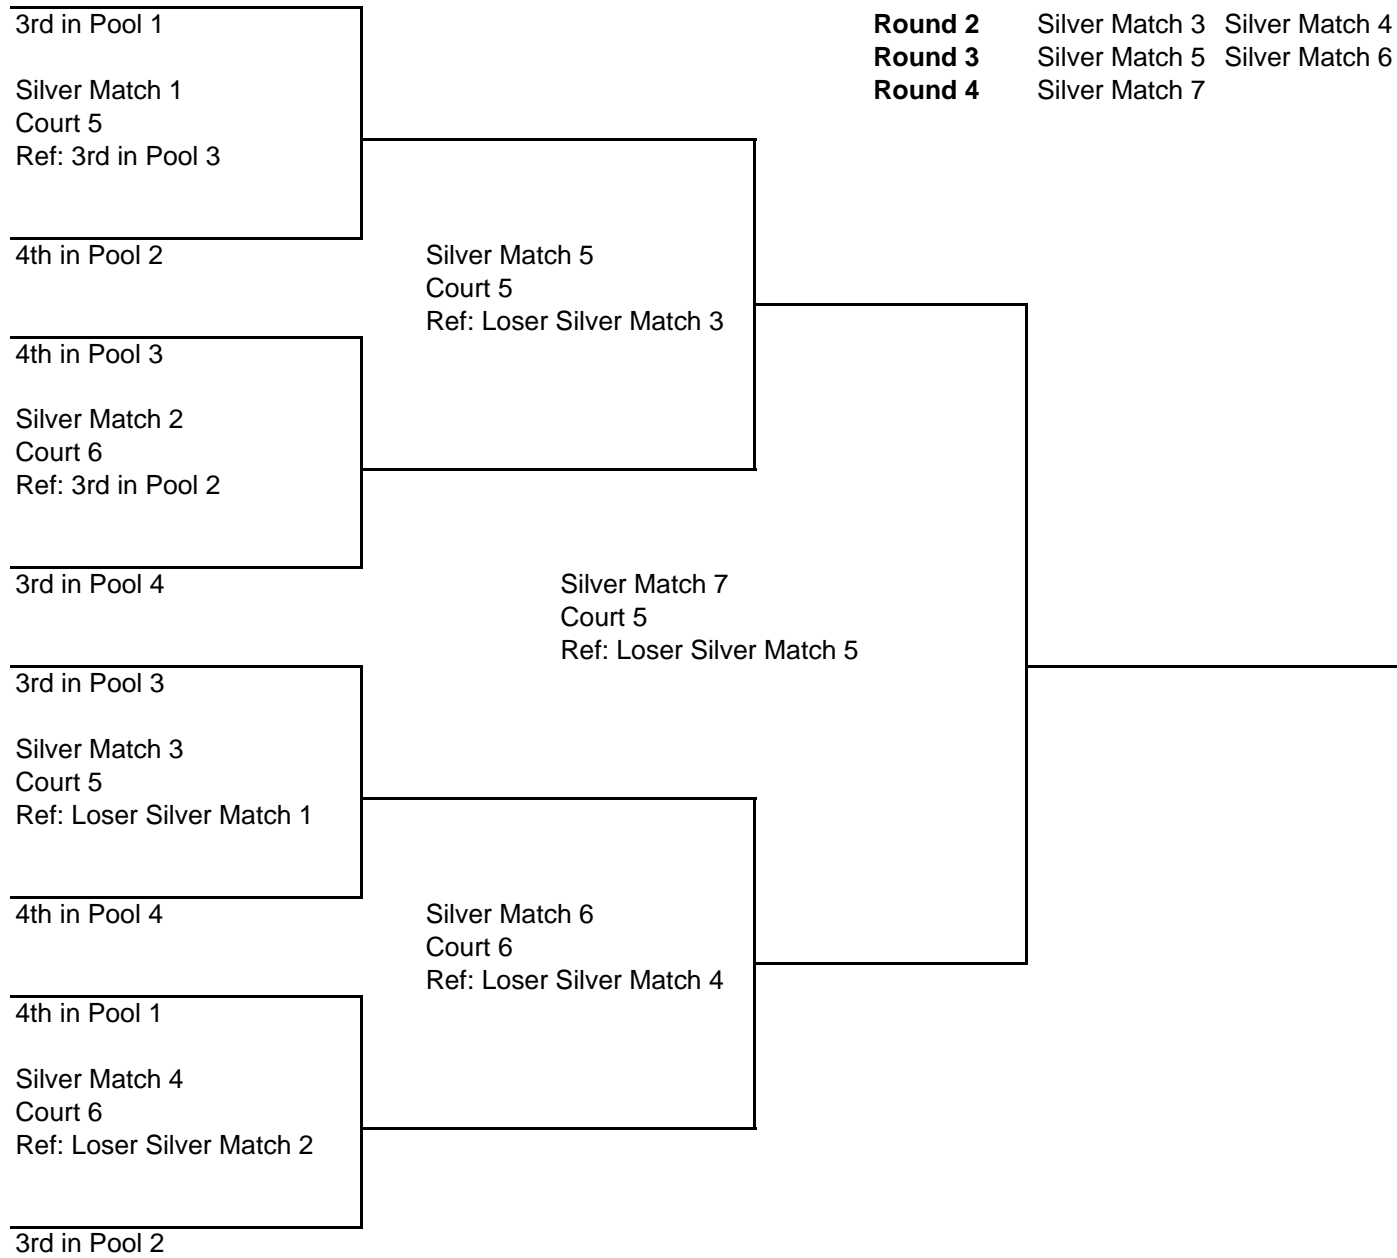 3rd in Pool 1
Round 2 Silver Match 3 Silver Match 4
Round 3 Silver Match 5 Silver Match 6
Round 4 Silver Match 7
Silver Match 1
Court 5
Ref: 3rd in Pool 3
4th in Pool 2
Silver Match 5
Court 5
Ref: Loser Silver Match 3
4th in Pool 3
Silver Match 2
Court 6
Ref: 3rd in Pool 2
3rd in Pool 4
Silver Match 7
Court 5
Ref: Loser Silver Match 5
3rd in Pool 3
Silver Match 3
Court 5
Ref: Loser Silver Match 1
4th in Pool 4
Silver Match 6
Court 6
Ref: Loser Silver Match 4
4th in Pool 1
Silver Match 4
Court 6
Ref: Loser Silver Match 2
3rd in Pool 2